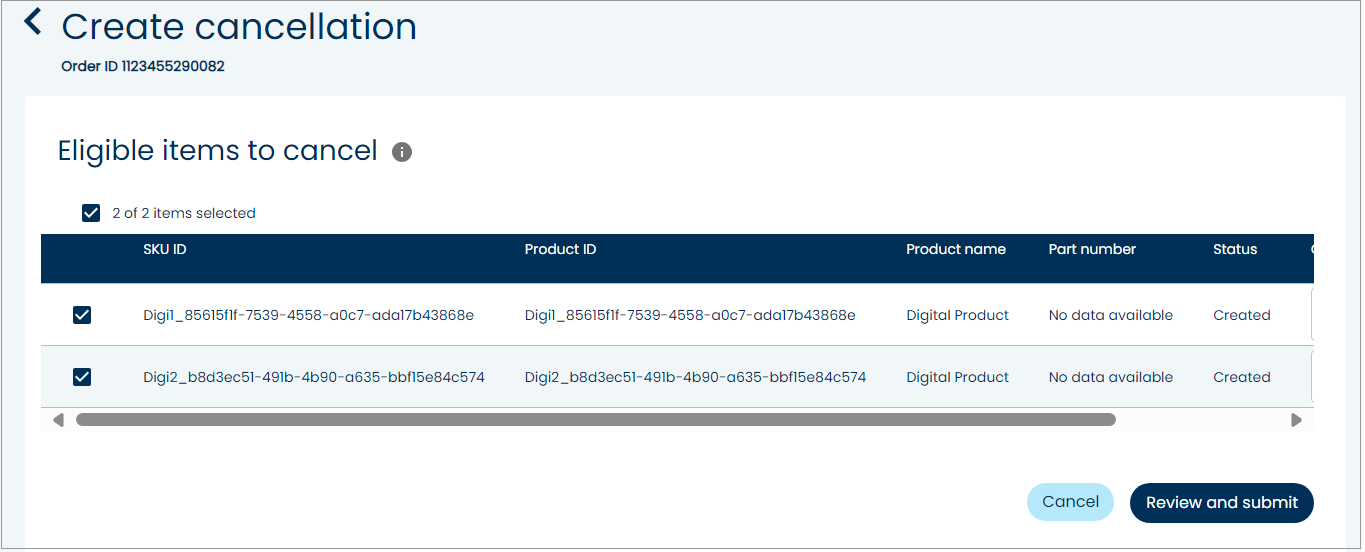 Create cancellation
Order ID 1123455290082
Eligible items to cancel
2 of 2 items selected
SKU ID Product ID Product name Part number Status
Digi1_85615f1f-7539-4558-a0c7-ada17b43868e Digi1_85615f1f-7539-4558-a0c7-ada17b43868e Digital Product No data available Created
Digi2_b8d3ec51-491b-4b90-a635-bbf15e84c574 Digi2_b8d3ec51-491b-4b90-a635-bbf15e84c574 Digital Product No data available Created
Cancel Review and submit